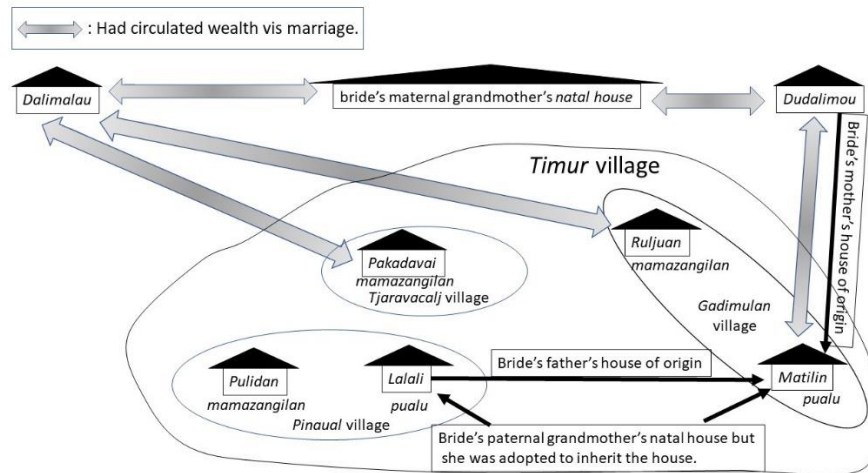 : Had circulated wealth vis marriage.
Dalimalau
bride's maternal grandmother's natal house
Dudalimou
Bride's mother's house
of origin
Timur village
Ruljuan
mamazangilan
Pakadavai
mamazangilan
Tjaravacalj village
Gadimulan
village
Pulidan
mamazangilan
Lalali
pualu
Pinaual village
Bride's father's house of origin
Matilin
pualu
Bride's paternal grandmother's natal house but
she was adopted to inherit the house.